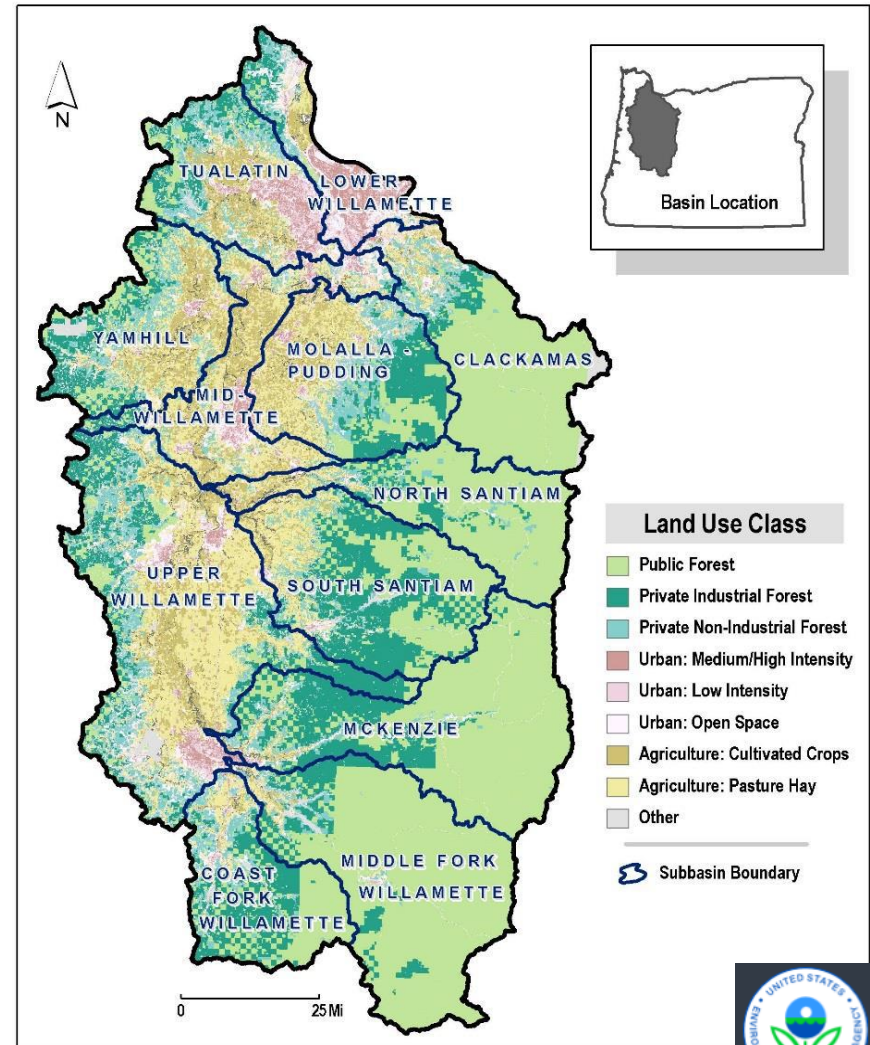 N
Basin Location
TUALATIN
LOWER
WILLAMETTE
YAMHILL
MOLALLA -
PUDDING
CLACKAMAS
MID-
WILLAMETTE
NORTH SANTIAM
UPPER
WILLAMETTE
SOUTH SANTIAM
MCKENZIE
MIDDLE FORK
WILLAMETTE
COAST
FORK
WILLAMETTE
0 25 Mi
Land Use Class
Public Forest
Private Industrial Forest
Private Non-Industrial Forest
Urban: Medium/High Intensity
Urban: Low Intensity
Urban: Open Space
Agriculture: Cultivated Crops
Agriculture: Pasture Hay
Other
Subbasin Boundary
UNITED STATES
AGENCY